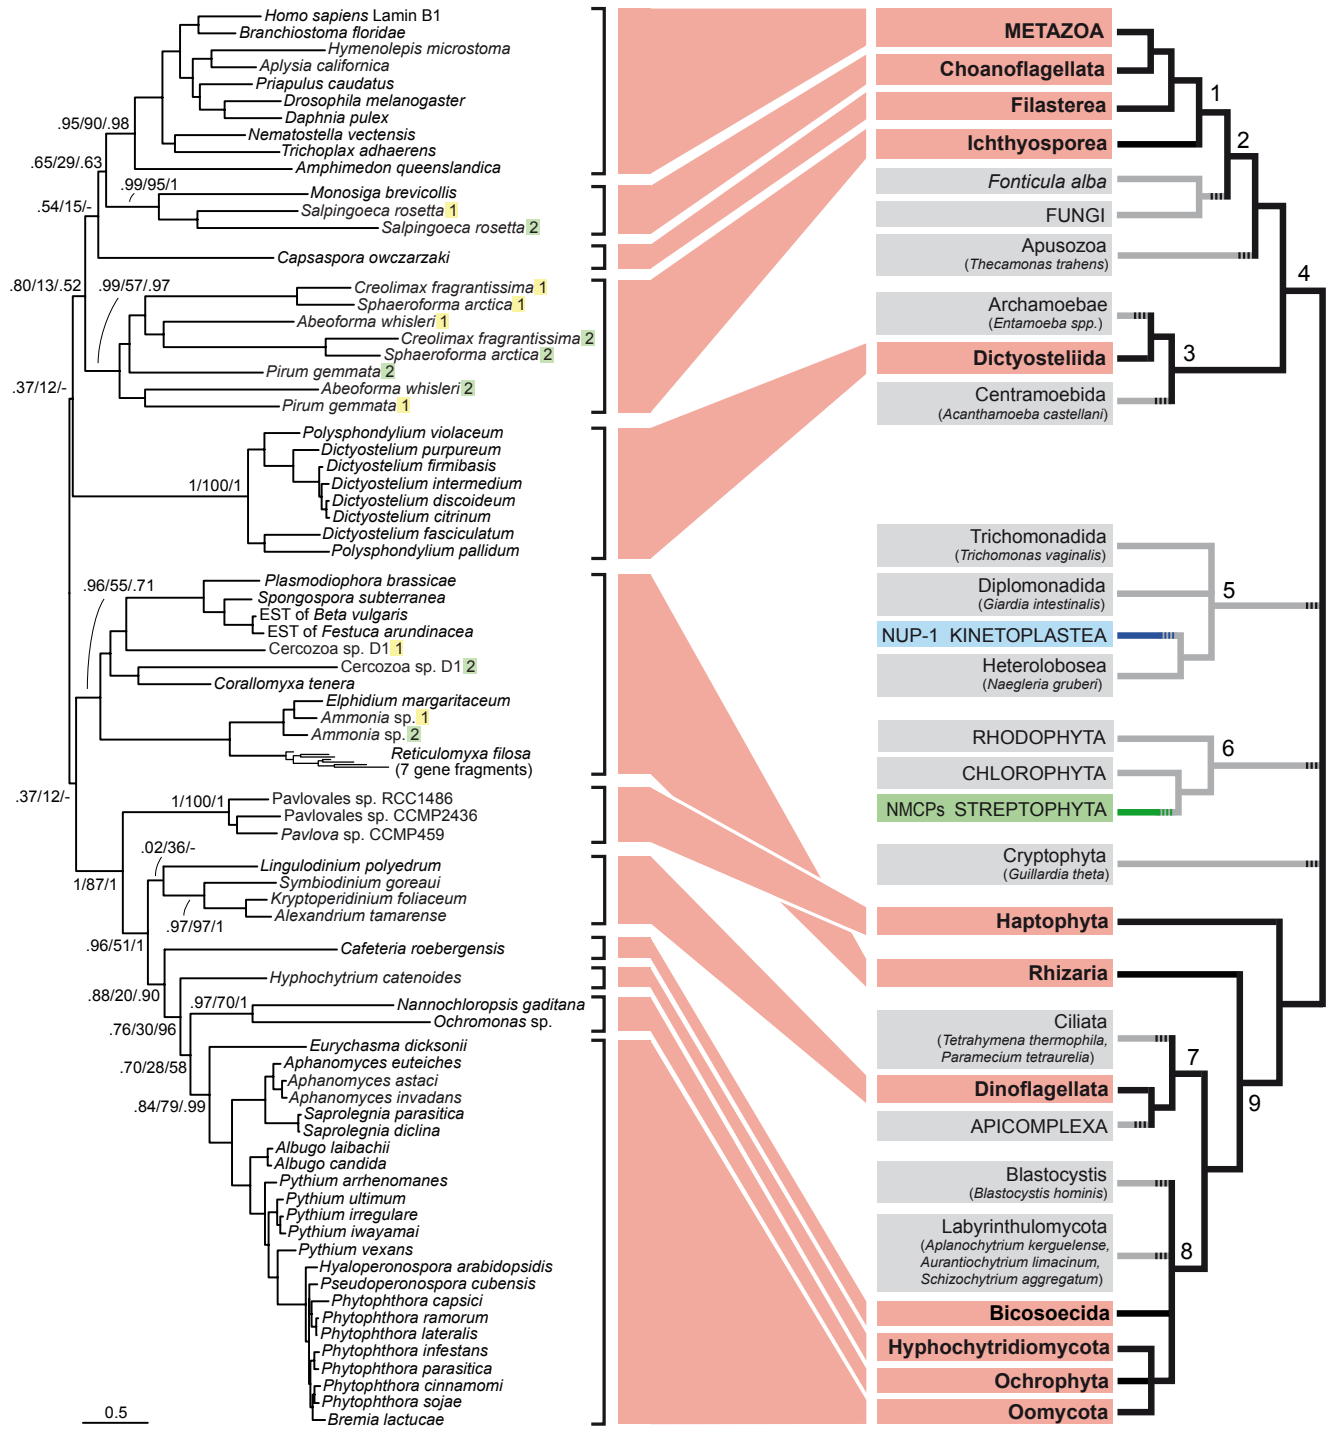 Homo sapiens Lamin B1
Branchiostoma floridae
Hymenolepis microstoma
Aplysia californica
Priapulus caudatus
Drosophila melanogaster
Daphnia pulex
.95/90/.98
Nematostella vectensis
Trichoplax adhaerens
.65/29/.63
Amphimedon queenslandica
.99/95/1
Monosiga brevicollis
.54/15/-
Salpingoeca rosetta 1
Salpingoeca rosetta 2
Capsaspora owczarzaki
.80/13/.52
.99/57/.97
Creolimax fragrantissima 1
Sphaeroforma arctica 1
Abeoforma whisleri 1
Creolimax fragrantissima 2
Sphaeroforma arctica 2
Pirum gemmata 2
.37/12/-
Abeoforma whisleri 2
Pirum gemmata 1
Polysphondylium violaceum
Dictyostelium purpureum
Dictyostelium firmibasis
1/100/1
Dictyostelium intermedium
Dictyostelium discoideum
Dictyostelium citrinum
Dictyostelium fasciculatum
Polysphondylium pallidum
.96/55/.71
Plasmodiophora brassicae
Spongospora subterranea
EST of Beta vulgaris
EST of Festuca arundinacea
Cercozoa sp. D1 1
Cercozoa sp. D1 2
Corallomyxa tenera
Elphidium margaritaceum
Ammonia sp. 1
Ammonia sp. 2
Reticulomyxa filosa
(7 gene fragments)
.37/12/-
1/100/1
Pavlovales sp. RCC1486
Pavlovales sp. CCMP2436
Pavlova sp. CCMP459
.02/36/-
1/87/1
Lingulodinium polyedrum
Symbiodinium goreaui
Kryptoperidinium foliaceum
Alexandrium tamarense
.97/97/1
.96/51/1
Cafeteria roebergensis
Hyphochytrium catenoides
.88/20/.90
.97/70/1
Nannochloropsis gaditana
Ochromonas sp.
.76/30/96
Eurychasma dicksonii
.70/28/58
Aphanomyces euteiches
Aphanomyces astaci
Aphanomyces invadans
.84/79/.99
Saprolegnia parasitica
Saprolegnia diclina
Albugo laibachii
Albugo candida
Pythium arrhenomanes
Pythium ultimum
Pythium irregulare
Pythium iwayamai
Pythium vexans
Hyaloperonospora arabidopsidis
Pseudoperonospora cubensis
Phytophthora capsici
Phytophthora ramorum
Phytophthora lateralis
Phytophthora infestans
Phytophthora parasitica
Phytophthora cinnamomi
Phytophthora sojae
Bremia lactucae
0.5
METAZOA
Choanoflagellata
Filasterea
Ichthyosporea
Fonticula alba
FUNGI
Apusozoa
(Thecamonas trahens)
Archamoebae
(Entamoeba spp.)
Dictyosteliida
Centramoebida
(Acanthamoeba castellani)
Trichomonadida
(Trichomonas vaginalis)
Diplomonadida
(Giardia intestinalis)
NUP-1 KINETOPLASTEA
Heterolobosea
(Naegleria gruberi)
RHODOPHYTA
CHLOROPHYTA
NMCPs STREPTOPHYTA
Cryptophyta
(Guillardia theta)
Haptophyta
Rhizaria
Ciliata
(Tetrahymena thermophila,
Paramecium tetraurelia)
Dinoflagellata
APICOMPLEXA
Blastocystis
(Blastocystis hominis)
Labyrinthulomycota
(Aplanochytrium kerguelense,
Aurantiochytrium limacinum,
Schizochytrium aggregatum)
Bicosoecida
Hyphochytridiomycota
Ochrophyta
Oomycota
1
2
4
3
5
6
7
9
8